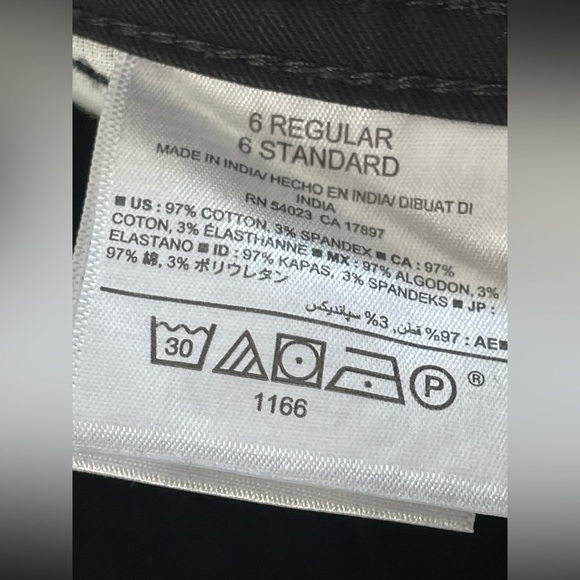 6 REGULAR
6 STANDARD
MADE IN INDIA/ HECHO EN INDIA/ DIBUAT DI
INDIA
RN 54023 CA 17897
■ US : 97% COTTON, 3% SPANDEX ■ CA : 97%
COTON, 3% ÉLASTHANNE ■ MX : 97% ALGODON, 3%
ELASTANO ■ ID : 97% KAPAS, 3% SPANDEKS ■ JP :
97% 綿, 3% ポリウレタン
■AE : 97% قطن, 3% سپاندیکس
30 P ®
1166